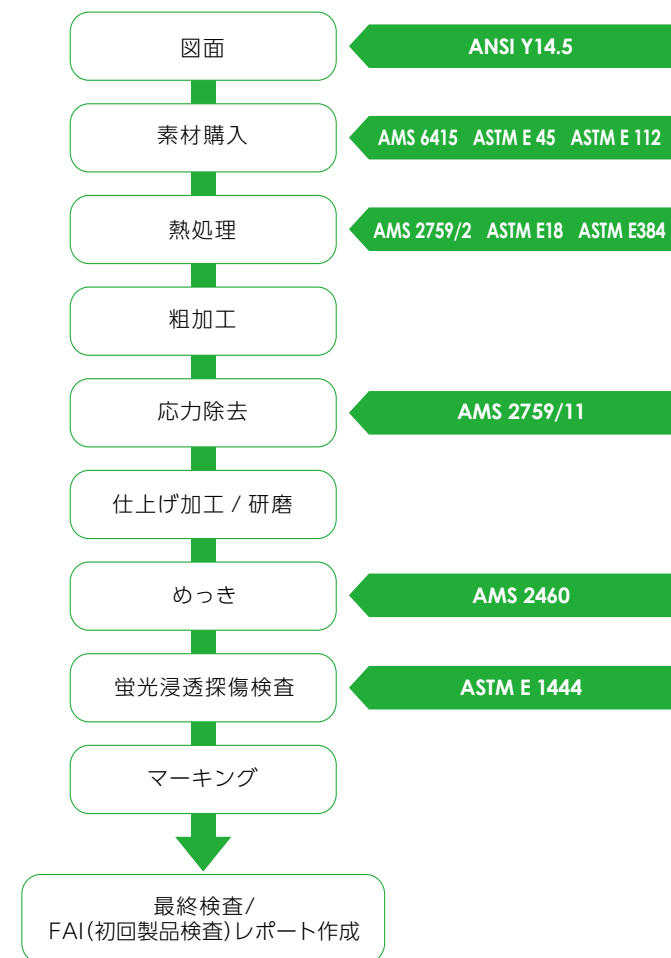 図面
ANSI Y14.5
素材購入
AMS 6415 ASTM E 45 ASTM E 112
熱処理
AMS 2759/2 ASTM E18 ASTM E384
粗加工
応力除去
AMS 2759/11
仕上げ加工 / 研磨
めっき
AMS 2460
蛍光浸透探傷検査
ASTM E 1444
マーキング
最終検査/
FAI(初回製品検査)レポート作成